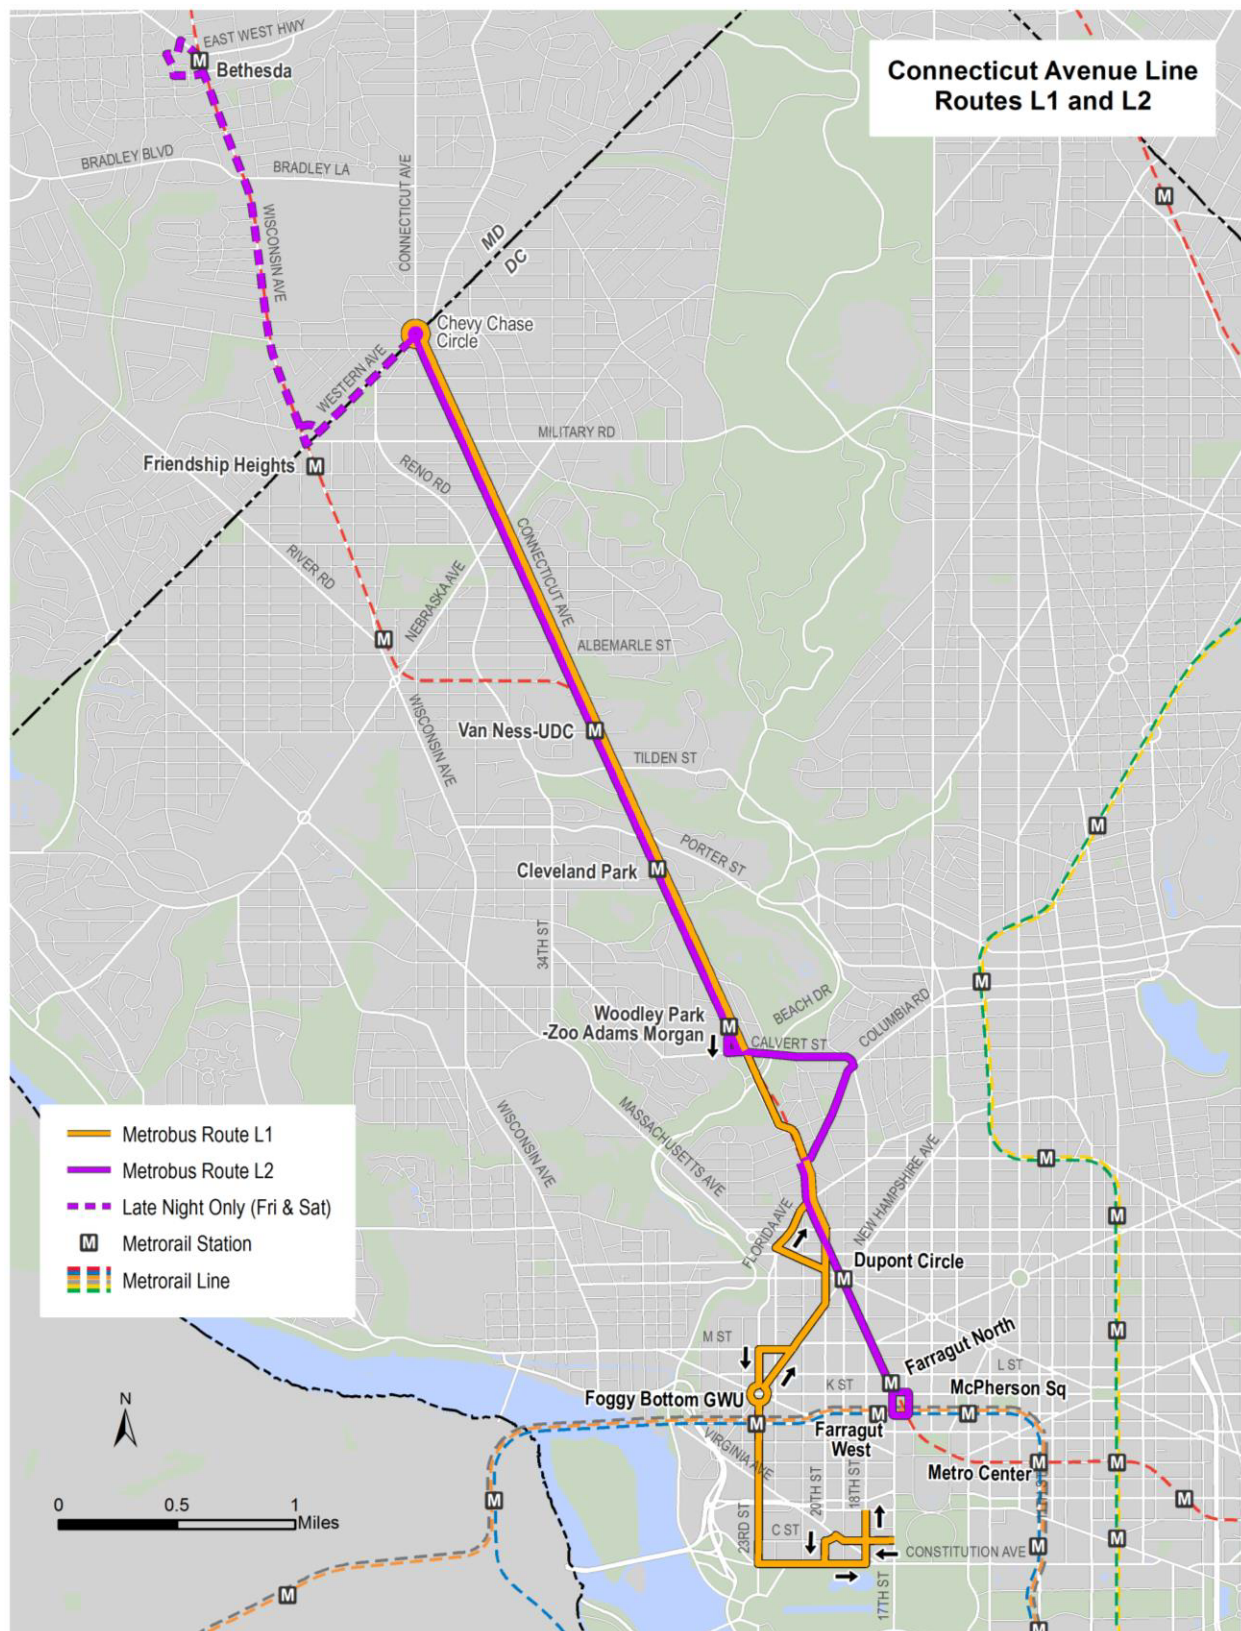 Connecticut Avenue Line
Routes L1 and L2
EAST WEST HWY
M
Bethesda
BRADLEY BLVD
BRADLEY LA
CONNECTICUT AVE
M
WISCONSIN AVE
MD
DC
Chevy Chase
Circle
WESTERN AVE
MILITARY RD
Friendship Heights
M
RENO RD
CONNECTICUT AVE
RIVER RD
NEBRASKA AVE
M
ALBEMARLE ST
WISCONSIN AVE
Van Ness-UDC
M
TILDEN ST
M
PORTER ST
Cleveland Park
M
34TH ST
M
BEACH DR
COLUMBIA RD
Woodley Park
-Zoo Adams Morgan
M
CALVERT ST
WISCONSIN AVE
MASSACHUSETTS AVE
NEW HAMPSHIRE AVE
M
Metrobus Route L1
Metrobus Route L2
Late Night Only (Fri & Sat)
M
Metrorail Station
Metrorail Line
FLORIDA AVE
M
Dupont Circle
M
M ST
M
Farragut North
L ST
M
K ST
McPherson Sq
Foggy Bottom GWU
M
M
M
Farragut
West
N
VIRGINIA AVE
20TH ST
18TH ST
Metro Center
M
M
M
M
0
0.5
1
Miles
23RD ST
C ST
CONSTITUTION AVE
M
M
17TH ST
M
M